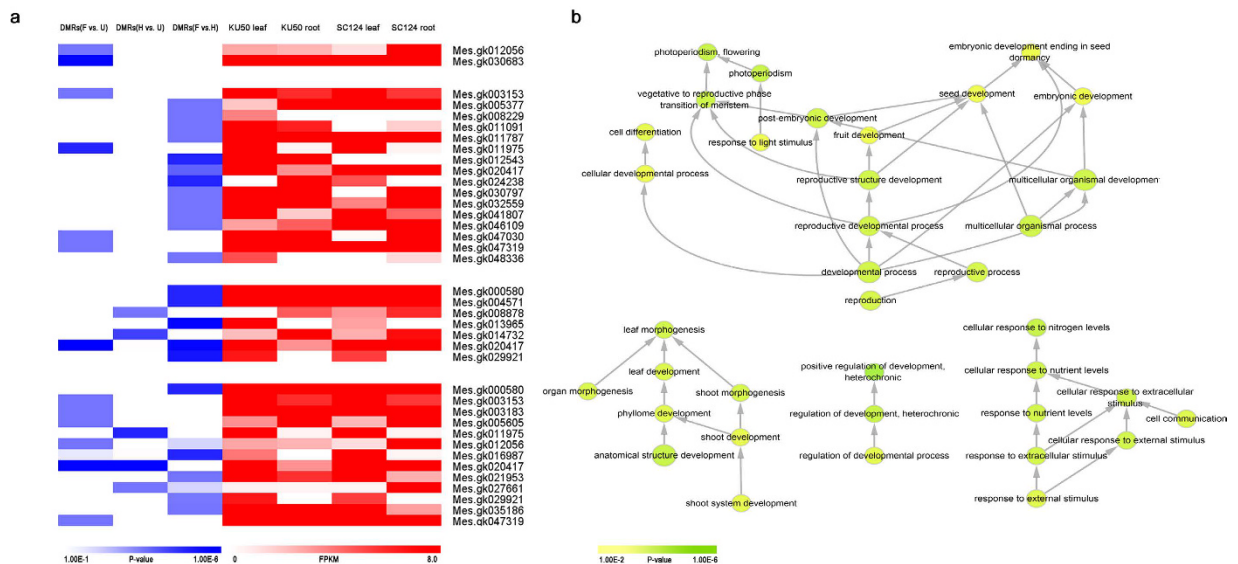 a
DMRs(F vs. U) DMRs(H vs. U) DMRs(F vs.H) KU50 leaf KU50 root SC124 leaf SC124 root
Mes.gk012056
Mes.gk030683
Mes.gk003153
Mes.gk005377
Mes.gk008229
Mes.gk011091
Mes.gk011787
Mes.gk011975
Mes.gk012543
Mes.gk020417
Mes.gk024238
Mes.gk030797
Mes.gk032559
Mes.gk041807
Mes.gk046109
Mes.gk047030
Mes.gk047319
Mes.gk048336
Mes.gk000580
Mes.gk004571
Mes.gk008878
Mes.gk013965
Mes.gk014732
Mes.gk020417
Mes.gk029921
Mes.gk000580
Mes.gk003153
Mes.gk003183
Mes.gk005605
Mes.gk011975
Mes.gk012056
Mes.gk016987
Mes.gk020417
Mes.gk021953
Mes.gk027661
Mes.gk029921
Mes.gk035186
Mes.gk047319
1.00E-1 P-value 1.00E-6
0 FPKM 8.0
b
photoperiodism, flowering
photoperiodism
vegetative to reproductive phase
transition of meristem
cell differentiation
response to light stimulus
cellular developmental process
embryonic development ending in seed
dormancy
seed development
embryonic development
post-embryonic development
fruit development
reproductive structure development
multicellular organismal development
reproductive developmental process
multicellular organismal process
developmental process
reproductive process
reproduction
leaf morphogenesis
leaf development
organ morphogenesis
shoot morphogenesis
phyllome development
shoot development
anatomical structure development
shoot system development
positive regulation of development,
heterochronic
regulation of development, heterochronic
regulation of developmental process
cellular response to nitrogen levels
cellular response to nutrient levels
cellular response to extracellular
stimulus
response to nutrient levels
cell communication
cellular response to external stimulus
response to extracellular stimulus
response to external stimulus
1.00E-2 P-value 1.00E-6